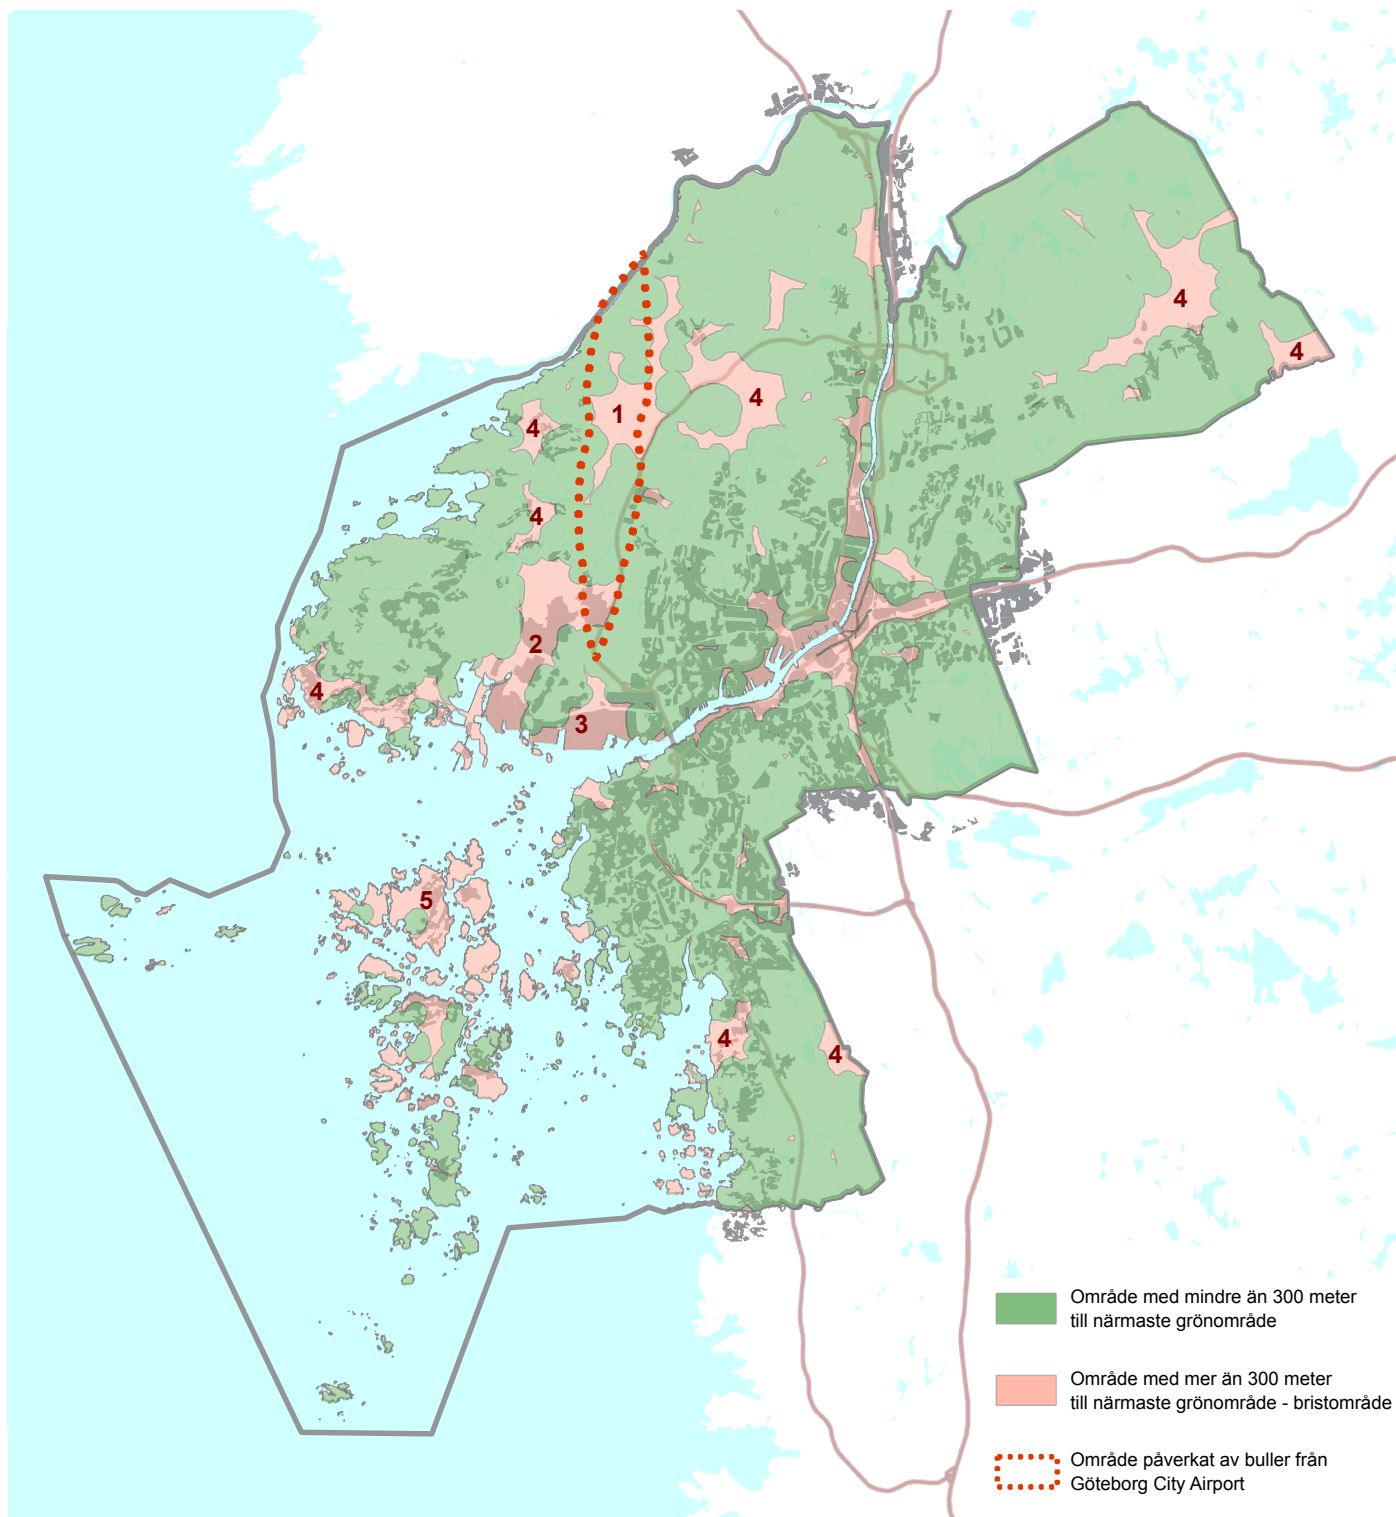 4
4
4
1
4
4
2
4
3
5
4
4
Område med mindre än 300 meter
till närmaste grönområde
Område med mer än 300 meter
till närmaste grönområde - bristområde
Område påverkat av buller från
Göteborg City Airport